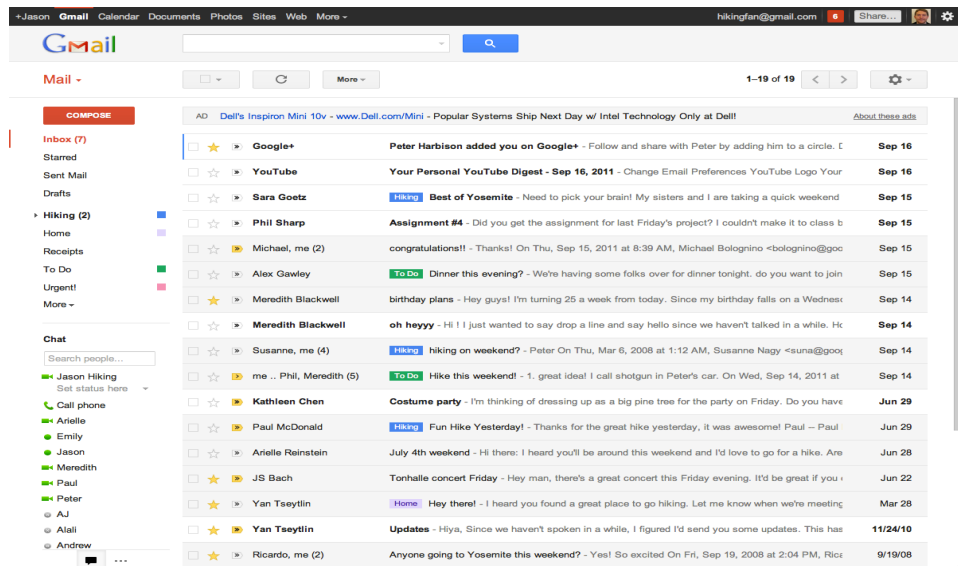 +Jason Gmail Calendar Documents Photos Sites Web More hikingfan@gmail.com 6 Share...
Gmail
Mail More 1–19 of 19
COMPOSE
AD Dell's Inspiron Mini 10v - www.Dell.com/Mini - Popular Systems Ship Next Day w/ Intel Technology Only at Dell! About these ads
Inbox (7)
Starred
Sent Mail
Drafts
Hiking (2)
Home
Receipts
To Do
Urgent!
More
Chat
Search people...
Jason Hiking
Set status here
Call phone
Arielle
Emily
Jason
Meredith
Paul
Peter
AJ
Alali
Andrew
Google+ Peter Harbison added you on Google+ - Follow and share with Peter by adding him to a circle. Sep 16
YouTube Your Personal YouTube Digest - Sep 16, 2011 - Change Email Preferences YouTube Logo Your Sep 16
Sara Goetz Hiking Best of Yosemite - Need to pick your brain! My sisters and I are taking a quick weekend Sep 15
Phil Sharp Assignment #4 - Did you get the assignment for last Friday's project? I couldn't make it to class b Sep 15
Michael, me (2) congratulations!! - Thanks! On Thu, Sep 15, 2011 at 8:39 AM, Michael Bolognino <bolognino@goo Sep 15
Alex Gawley To Do Dinner this evening? - We're having some folks over for dinner tonight. do you want to join Sep 15
Meredith Blackwell birthday plans - Hey guys! I'm turning 25 a week from today. Since my birthday falls on a Wednes Sep 14
Meredith Blackwell oh heyyy - Hi ! I just wanted to say drop a line and say hello since we haven't talked in a while. Sep 14
Susanne, me (4) Hiking hiking on weekend? - Peter On Thu, Mar 6, 2008 at 1:12 AM, Susanne Nagy <suna@goo Sep 14
me .. Phil, Meredith (5) To Do Hike this weekend! - 1. great idea! I call shotgun in Peter's car. On Wed, Sep 14, 2011 at Sep 14
Kathleen Chen Costume party - I'm thinking of dressing up as a big pine tree for the party on Friday. Do you have Jun 29
Paul McDonald Hiking Fun Hike Yesterday! - Thanks for the great hike yesterday, it was awesome! Paul -- Paul Jun 29
Arielle Reinstein July 4th weekend - Hi there: I heard you'll be around this weekend and I'd love to go for a hike. Are Jun 28
JS Bach Tonhalle concert Friday - Hey man, there's a great concert this Friday evening. It'd be great if you Jun 22
Yan Tseytlin Home Hey there! - I heard you found a great place to go hiking. Let me know when we're meeting Mar 28
Yan Tseytlin Updates - Hiya, Since we haven't spoken in a while, I figured I'd send you some updates. This has 11/24/10
Ricardo, me (2) Anyone going to Yosemite this weekend? - Yes! So excited On Fri, Sep 19, 2008 at 2:04 PM, Rica 9/19/08